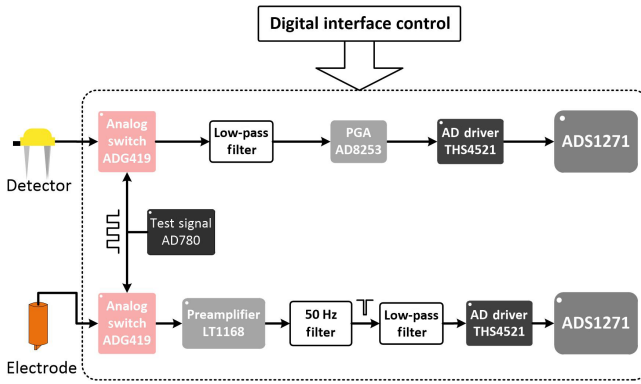 Digital interface control
Analog
switch
ADG419
Low-pass
filter
PGA
AD8253
AD driver
THS4521
ADS1271
Detector
Test signal
AD780
Analog
switch
ADG419
Preamplifier
LT1168
50 Hz
filter
Low-pass
filter
AD driver
THS4521
ADS1271
Electrode